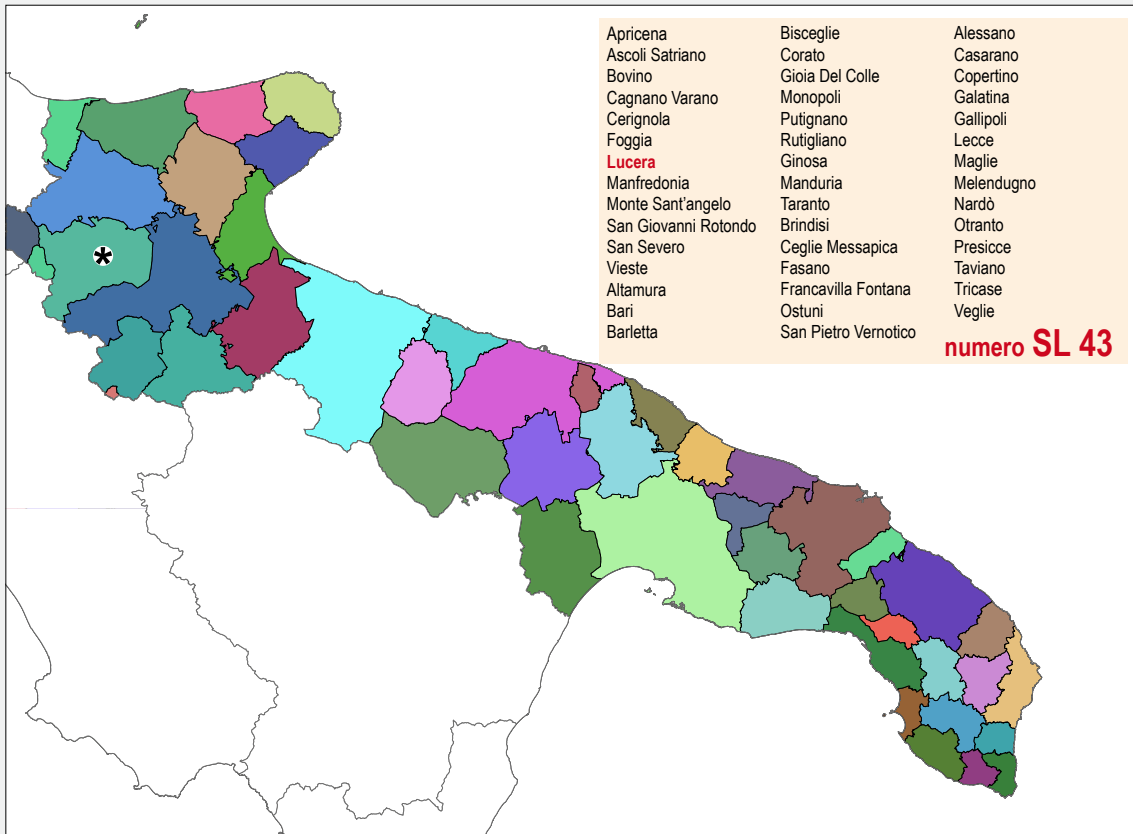 Apricena
Ascoli Satriano
Bovino
Cagnano Varano
Cerignola
Foggia
Lucera
Manfredonia
Monte Sant'angelo
San Giovanni Rotondo
San Severo
Vieste
Altamura
Bari
Barletta
Bisceglie
Corato
Gioia Del Colle
Monopoli
Putignano
Rutigliano
Ginosa
Manduria
Taranto
Brindisi
Ceglie Messapica
Fasano
Francavilla Fontana
Ostuni
San Pietro Vernotico
Alessano
Casarano
Copertino
Galatina
Gallipoli
Lecce
Maglie
Melendugno
Nardò
Otranto
Presicce
Taviano
Tricase
Veglie
numero SL 43
*